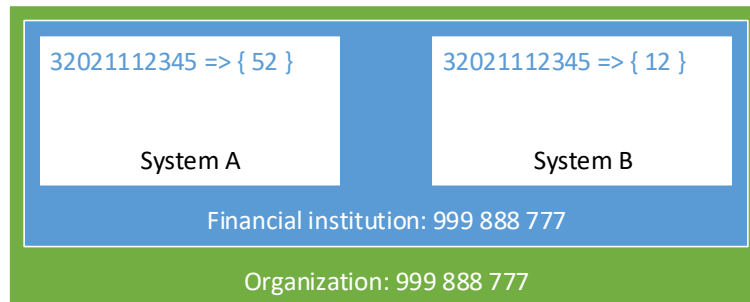 32021112345 => { 52 }
32021112345 => { 12 }
System A
System B
Financial institution: 999 888 777
Organization: 999 888 777